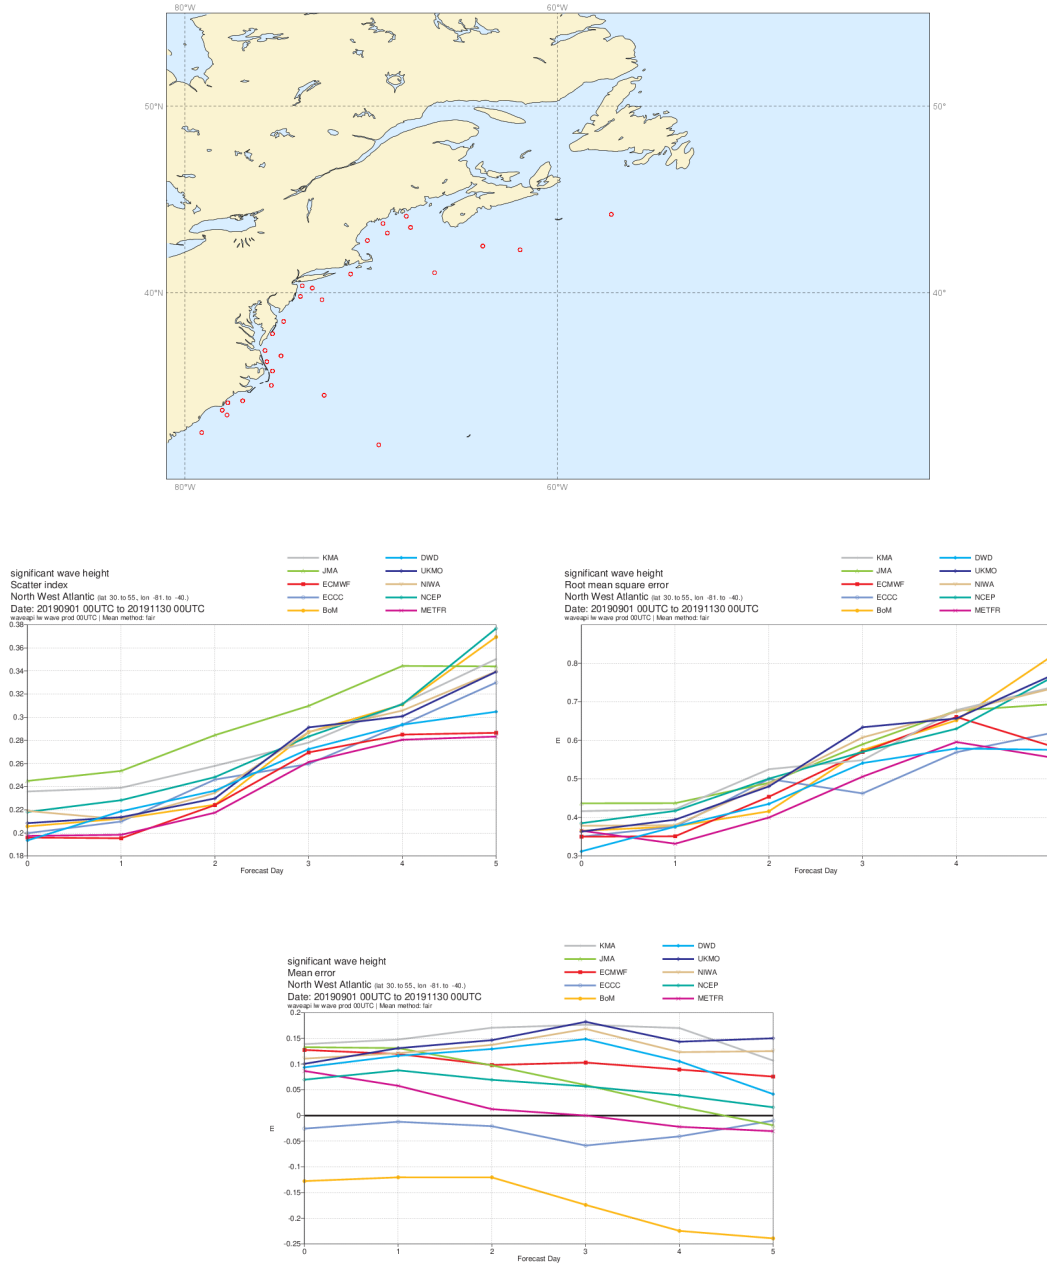 80°W 60°W
50°N 50°
40°N 40°
80°W 60°W
KMA DWD
JMA UKMO
ECMWF NIWA
ECCC NCEP
BoM METFR
significant wave height
Scatter index
North West Atlantic (lat 30. to 55., lon -81. to -40.)
Date: 20190901 00UTC to 20191130 00UTC
waveapi lw wave prod 00UTC | Mean method: fair
0.38
0.36
0.34
0.32
0.3
0.28
0.26
0.24
0.22
0.2
0.18
0 1 2 3 4 5
Forecast Day
KMA DWD
JMA UKMO
ECMWF NIWA
ECCC NCEP
BoM METFR
significant wave height
Root mean square error
North West Atlantic (lat 30. to 55., lon -81. to -40.)
Date: 20190901 00UTC to 20191130 00UTC
waveapi lw wave prod 00UTC | Mean method: fair
0.8
0.7
0.6
m
0.5
0.4
0.3
0 1 2 3 4
Forecast Day
KMA DWD
JMA UKMO
ECMWF NIWA
ECCC NCEP
BoM METFR
significant wave height
Mean error
North West Atlantic (lat 30. to 55., lon -81. to -40.)
Date: 20190901 00UTC to 20191130 00UTC
waveapi lw wave prod 00UTC | Mean method: fair
0.2
0.15
0.1
0.05
0
m
-0.05
-0.1
-0.15
-0.2
-0.25
0 1 2 3 4 5
Forecast Day